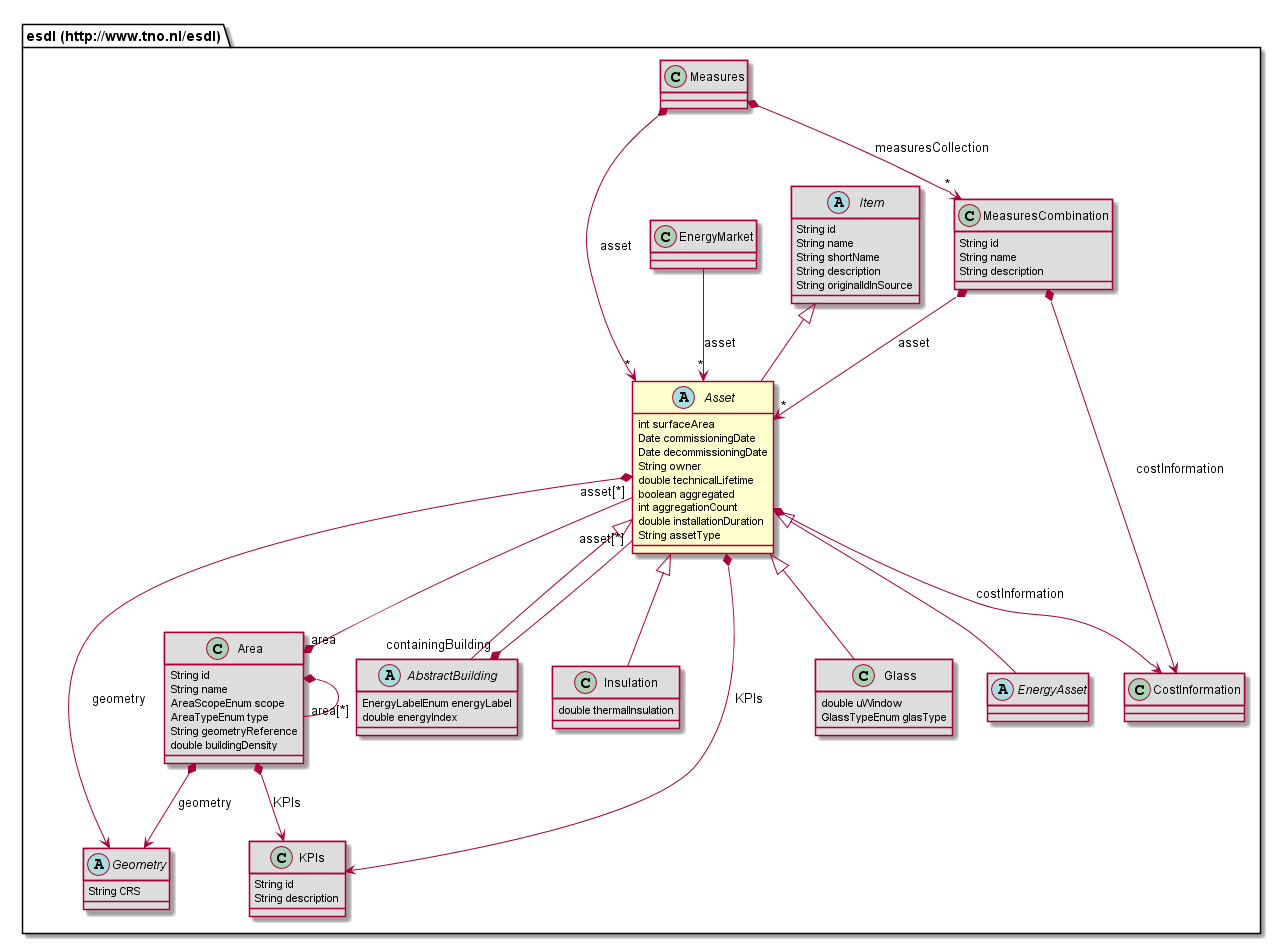 esdl (http://www.tno.nl/esdl)
C Measures
measuresCollection
*
A Item
String id
String name
String shortName
String description
String originalIdInSource
C MeasuresCombination
String id
String name
String description
C EnergyMarket
asset
asset
asset
*
*
*
A Asset
int surfaceArea
Date commissioningDate
Date decommissioningDate
String owner
double technicalLifetime
boolean aggregated
int aggregationCount
double installationDuration
String assetType
costInformation
asset[*]
asset[*]
costInformation
area
containingBuilding
C Area
String id
String name
AreaScopeEnum scope
AreaTypeEnum type
String geometryReference
double buildingDensity
area[*]
A AbstractBuilding
EnergyLabelEnum energyLabel
double energyIndex
C Insulation
double thermalInsulation
C Glass
double uWindow
GlassTypeEnum glasType
A EnergyAsset
C CostInformation
geometry
KPIs
geometry
KPIs
A Geometry
String CRS
C KPIs
String id
String description